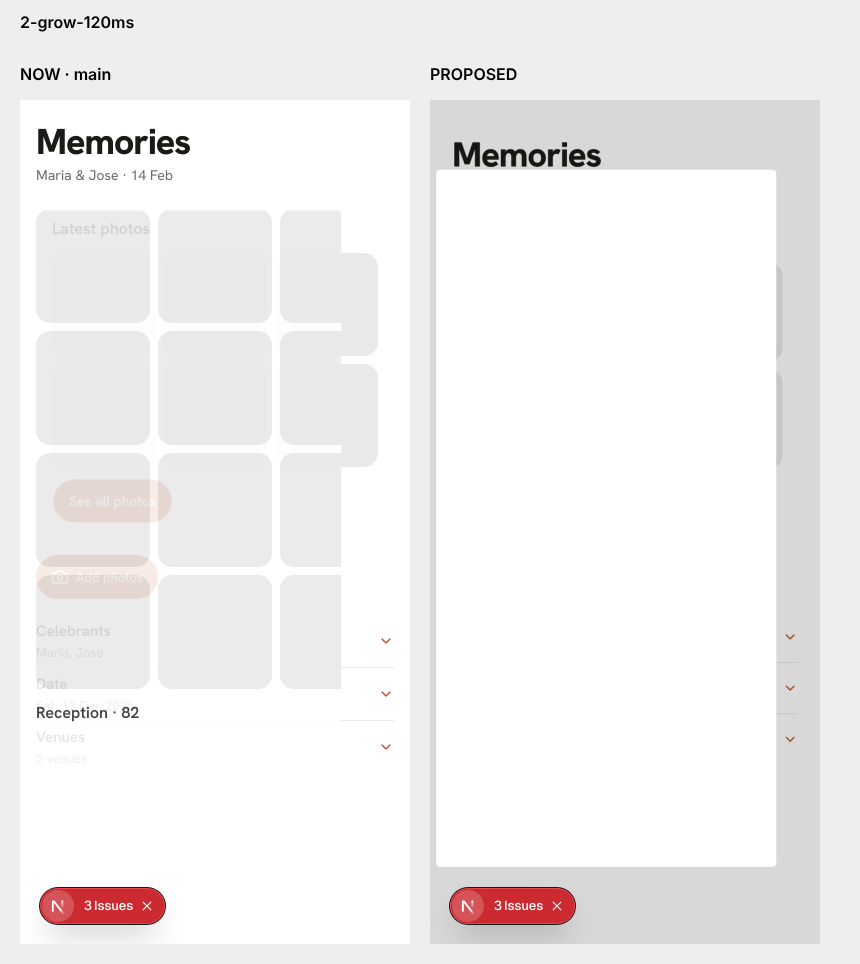 2-grow-120ms
NOW · main
PROPOSED
Memories
Maria & Jose · 14 Feb
Latest photos
See all photos
Add photos
Celebrants
Maria, Jose
Date
Reception · 82
Venues
2 venues
3 Issues
Memories
3 Issues